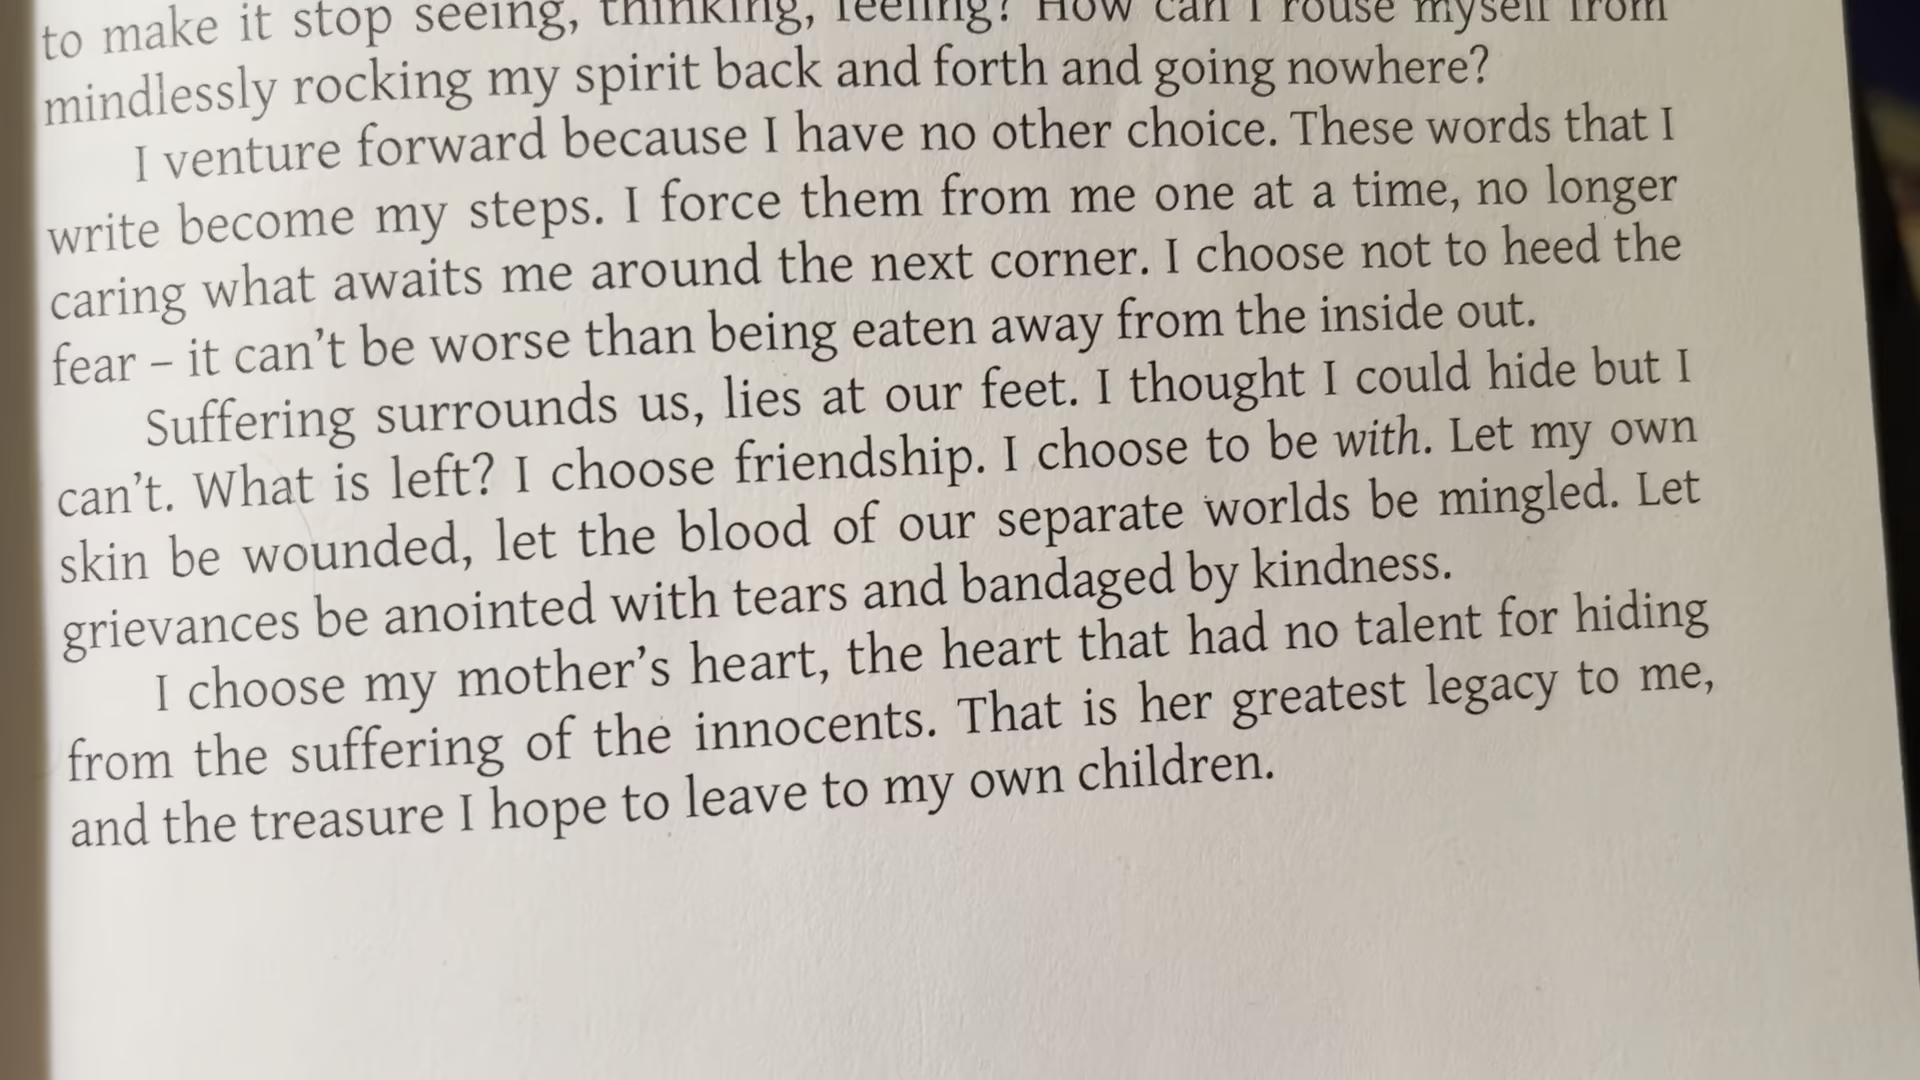 to make it stop seeing, thinking, feeling? How can I rouse myself from
mindlessly rocking my spirit back and forth and going nowhere?
I venture forward because I have no other choice. These words that I
write become my steps. I force them from me one at a time, no longer
caring what awaits me around the next corner. I choose not to heed the
fear – it can’t be worse than being eaten away from the inside out.
Suffering surrounds us, lies at our feet. I thought I could hide but I
can’t. What is left? I choose friendship. I choose to be with. Let my own
skin be wounded, let the blood of our separate worlds be mingled. Let
grievances be anointed with tears and bandaged by kindness.
I choose my mother’s heart, the heart that had no talent for hiding
from the suffering of the innocents. That is her greatest legacy to me,
and the treasure I hope to leave to my own children.